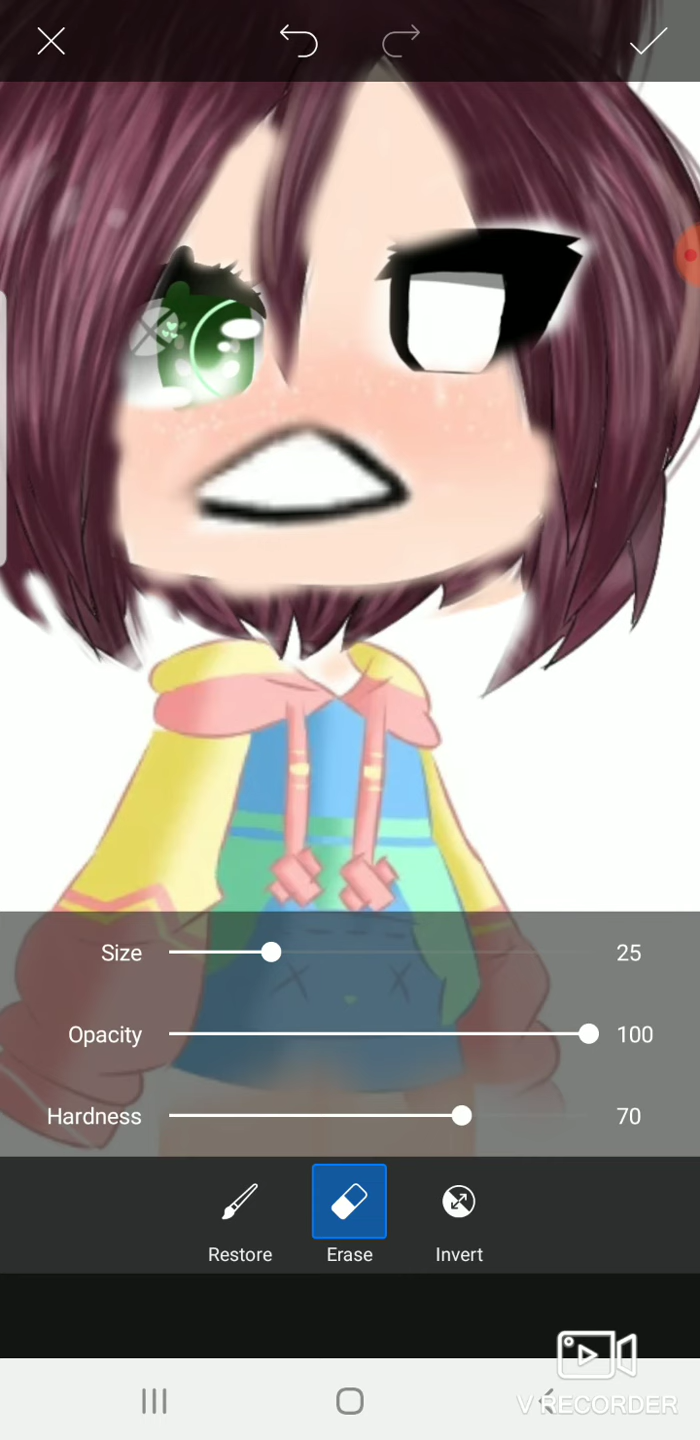 Size 25
Opacity 100
Hardness 70
Restore Erase Invert
V RECORDER